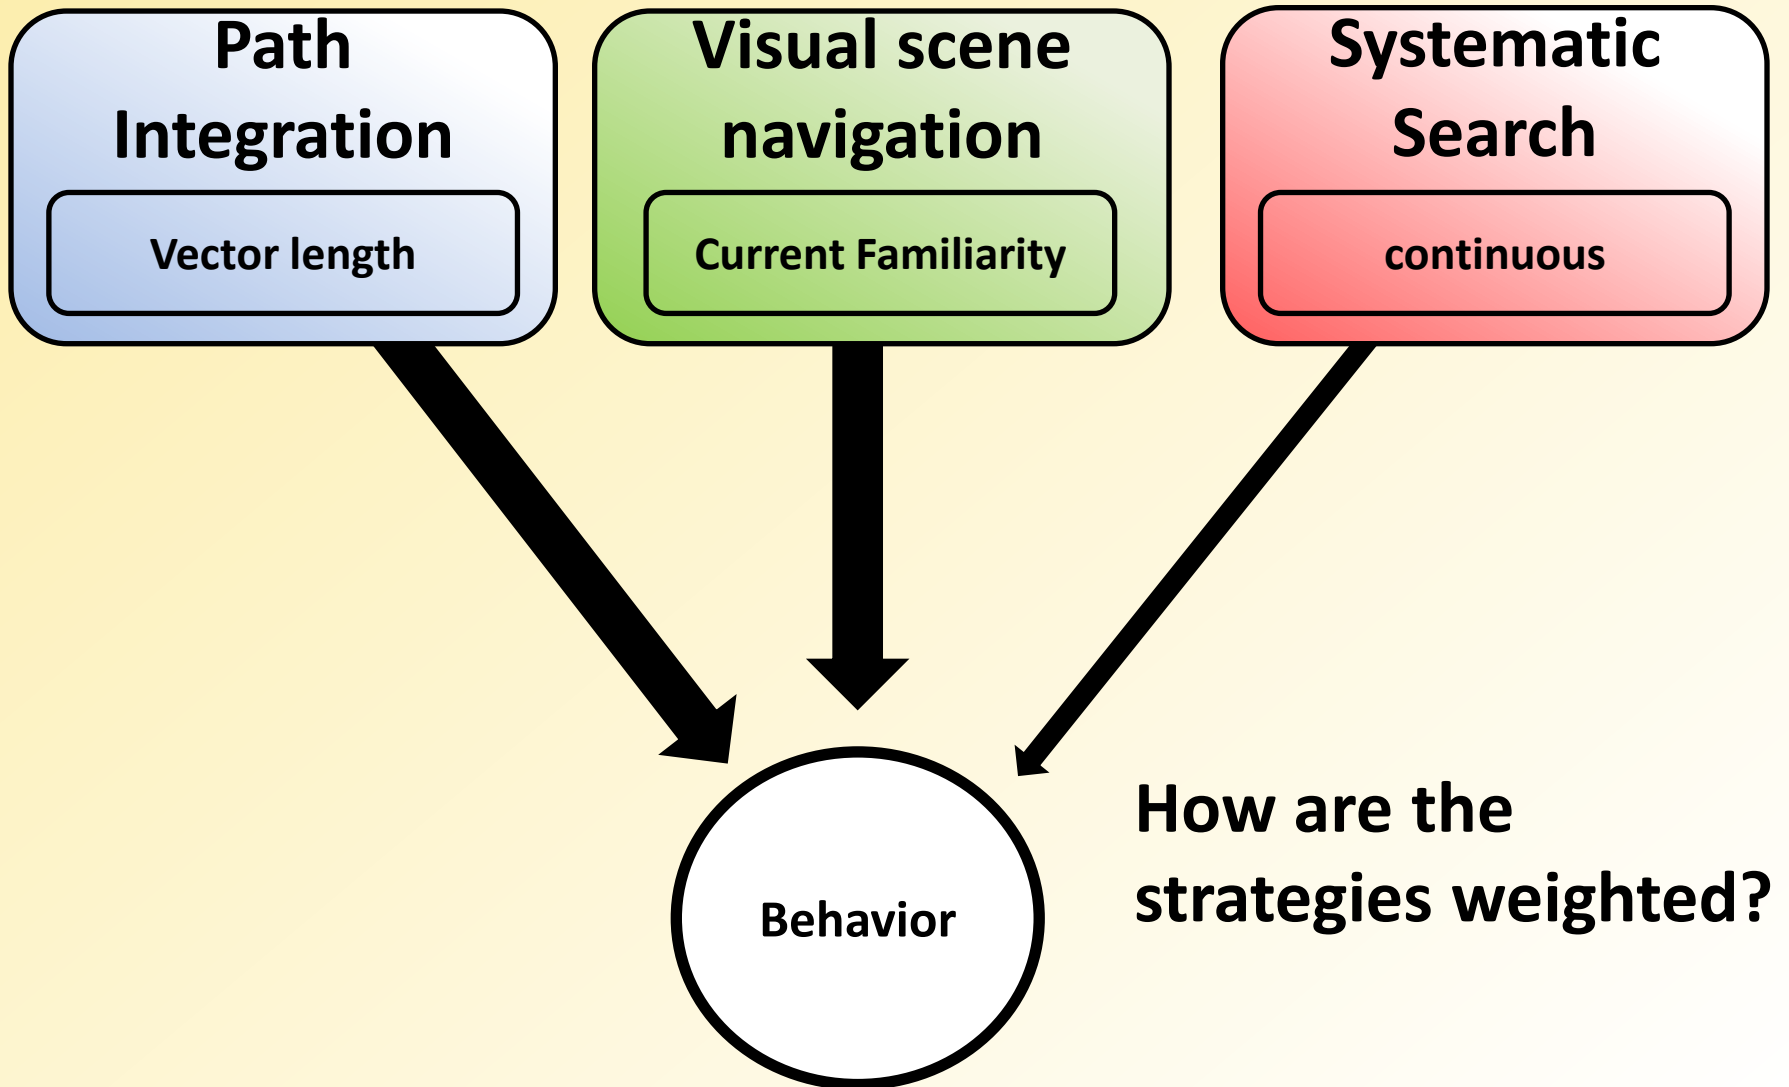 Path
Integration
Vector length
Visual scene
navigation
Current Familiarity
Systematic
Search
continuous
Behavior
How are the
strategies weighted?